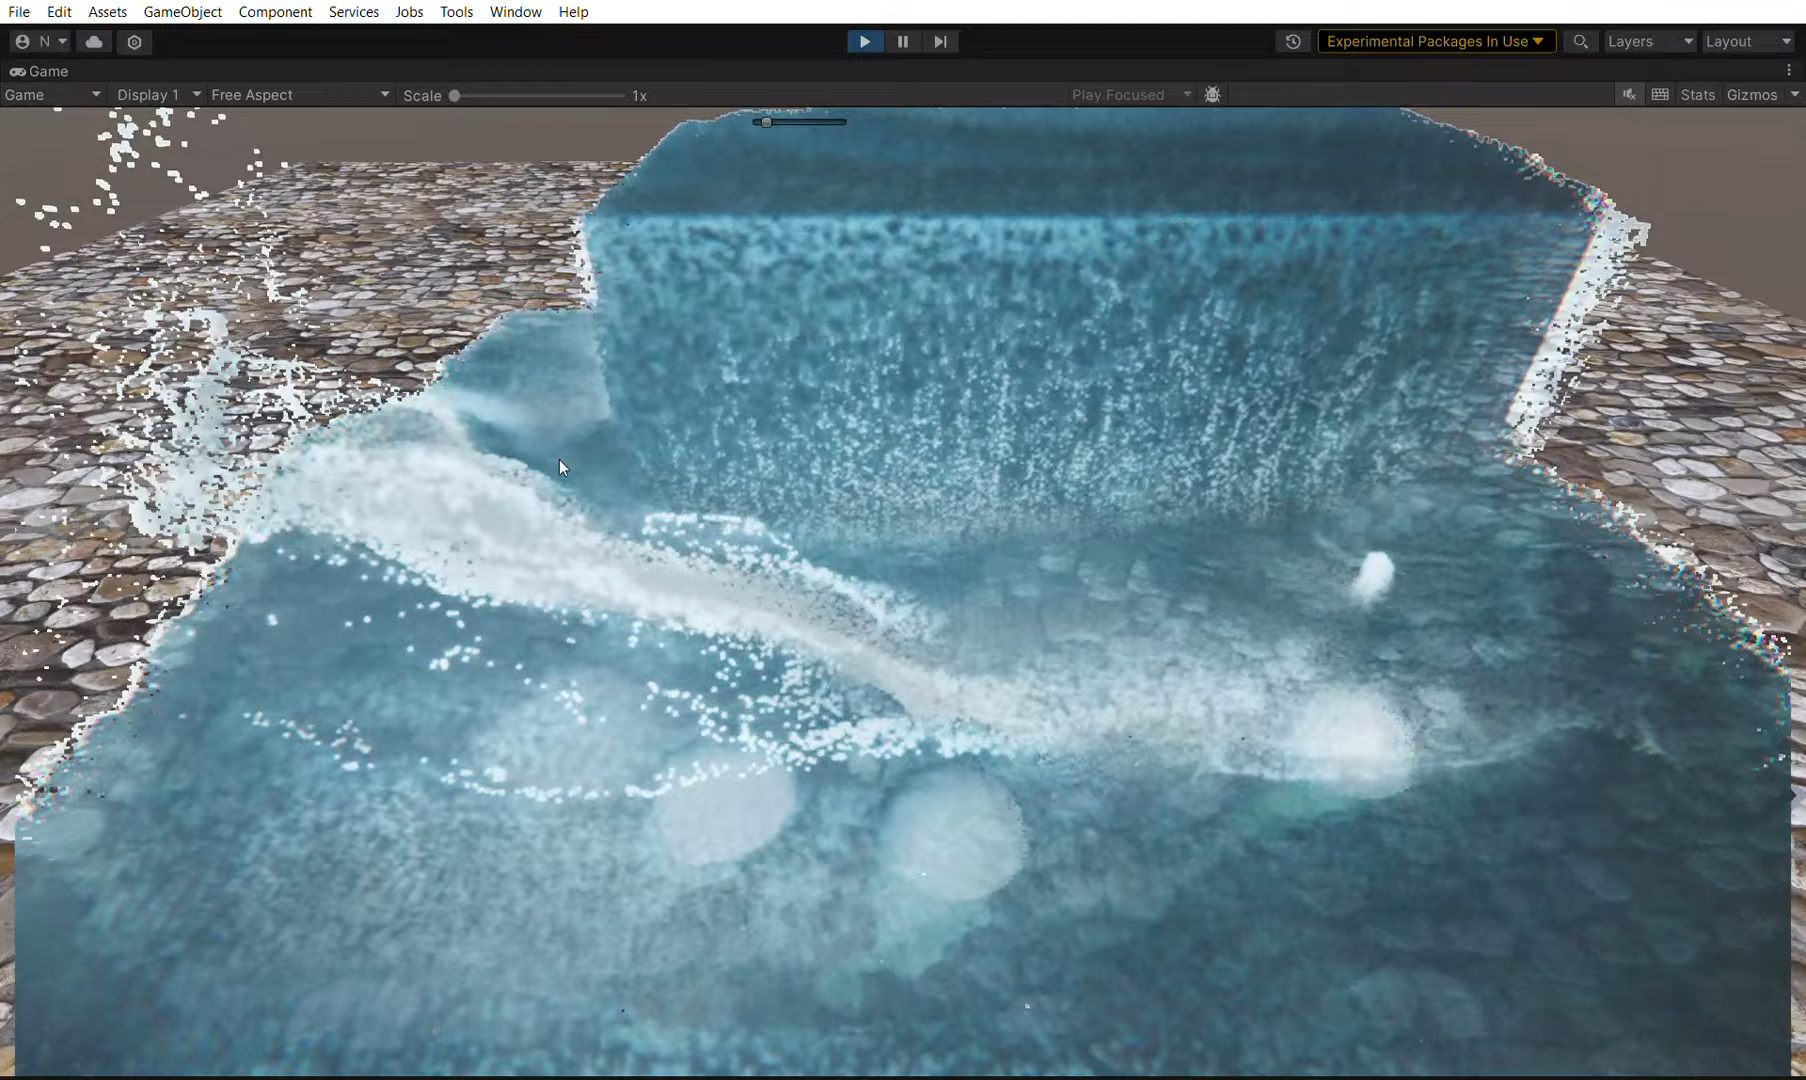 File Edit Assets GameObject Component Services Jobs Tools Window Help
N Experimental Packages In Use Layers Layout
Game
Game Display 1 Free Aspect Scale 1x Play Focused Stats Gizmos